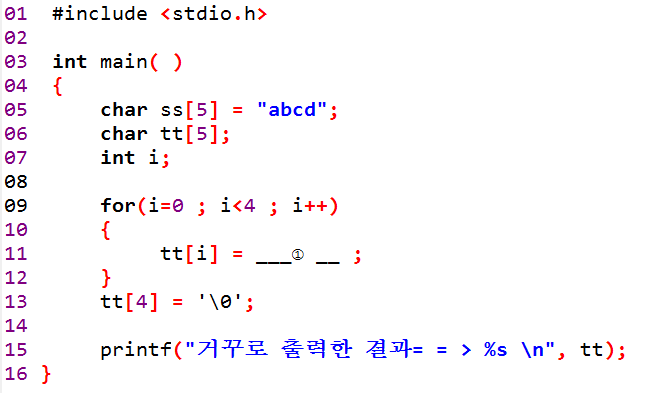 01 #include <stdio.h>
02
03 int main( )
04 {
05 char ss[5] = "abcd";
06 char tt[5];
07 int i;
08
09 for(i=0 ; i<4 ; i++)
10 {
11 tt[i] = ___① __ ;
12 }
13 tt[4] = '\0';
14
15 printf("거꾸로 출력한 결과= = > %s \n", tt);
16 }